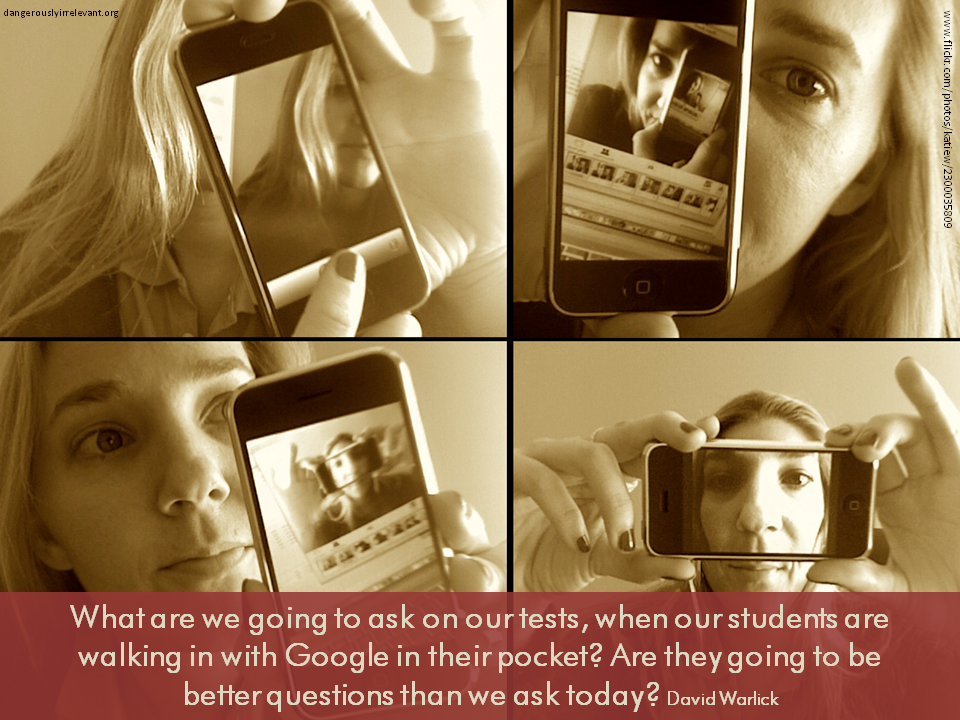 dangerouslyirrelevant.org
www.flickr.com/photos/katiew/2300035809
What are we going to ask on our tests, when our students are
walking in with Google in their pocket? Are they going to be
better questions than we ask today? David Warlick